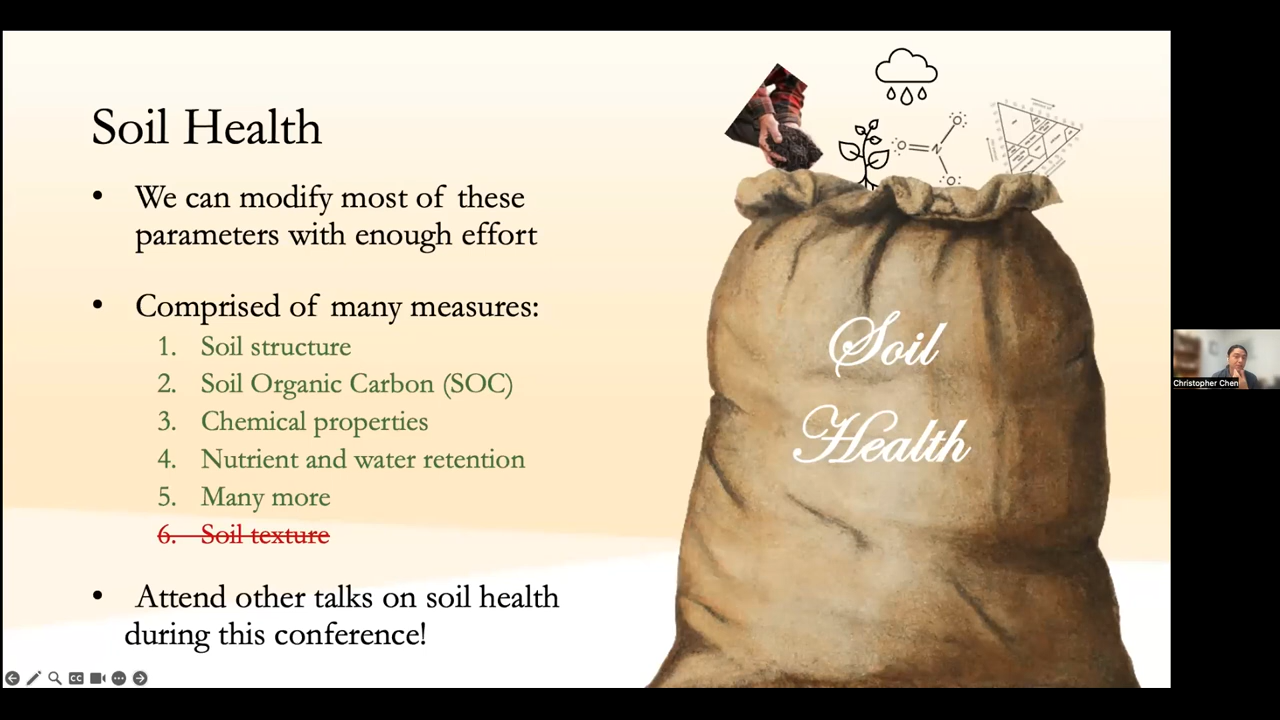 Soil Health
• We can modify most of these
parameters with enough effort
• Comprised of many measures:
1. Soil structure
2. Soil Organic Carbon (SOC)
3. Chemical properties
4. Nutrient and water retention
5. Many more
6. Soil texture
• Attend other talks on soil health
during this conference!
O
O
N
O
Soil
Health
CC
Christopher Chen